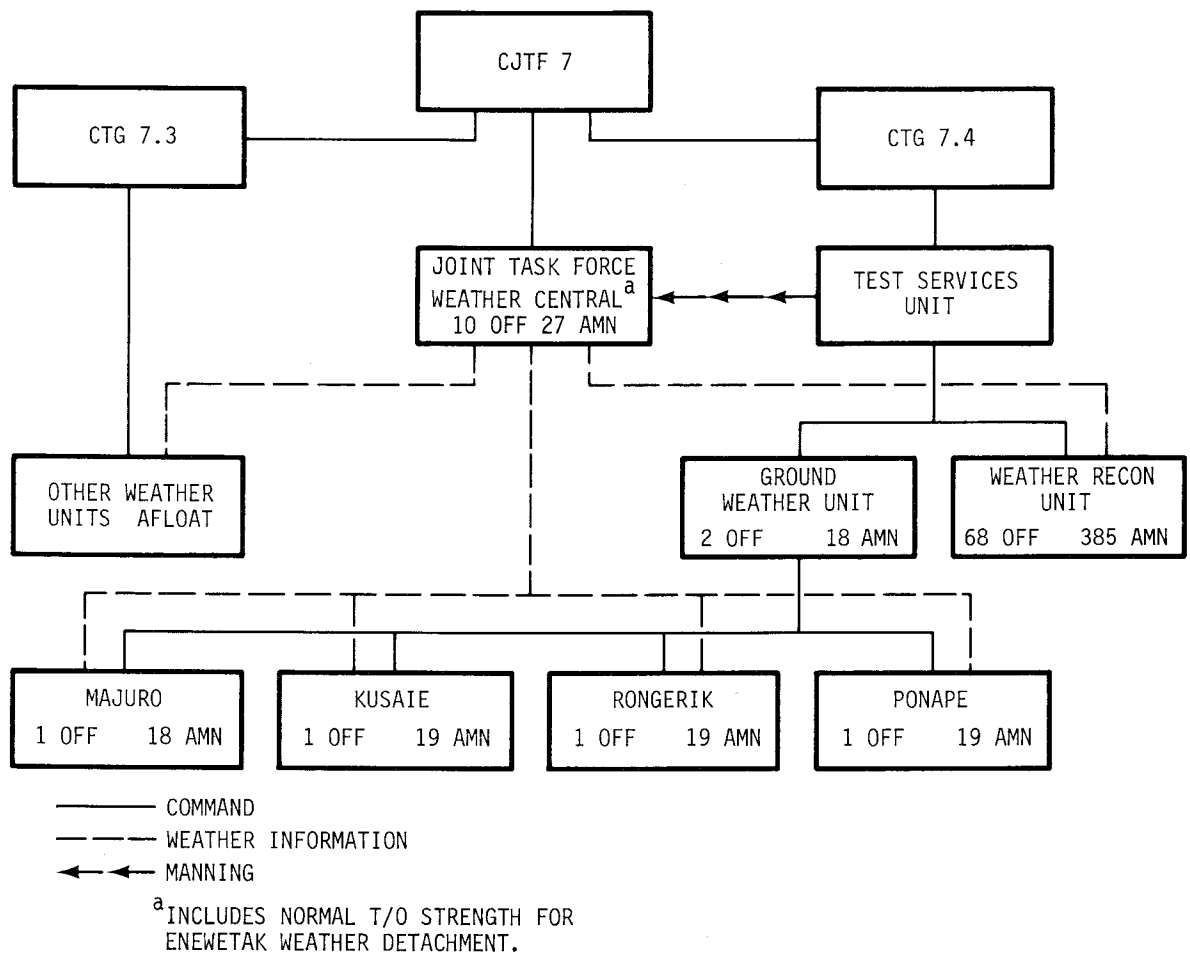 CJTF 7
CTG 7.3
CTG 7.4
JOINT TASK FORCE
WEATHER CENTRAL a
10 OFF 27 AMN
TEST SERVICES
UNIT
OTHER WEATHER
UNITS AFLOAT
GROUND
WEATHER UNIT
2 OFF 18 AMN
WEATHER RECON
UNIT
68 OFF 385 AMN
MAJURO
1 OFF 18 AMN
KUSAIE
1 OFF 19 AMN
RONGERIK
1 OFF 19 AMN
PONAPE
1 OFF 19 AMN
COMMAND
WEATHER INFORMATION
MANNING
a INCLUDES NORMAL T/O STRENGTH FOR
ENEWETAK WEATHER DETACHMENT.